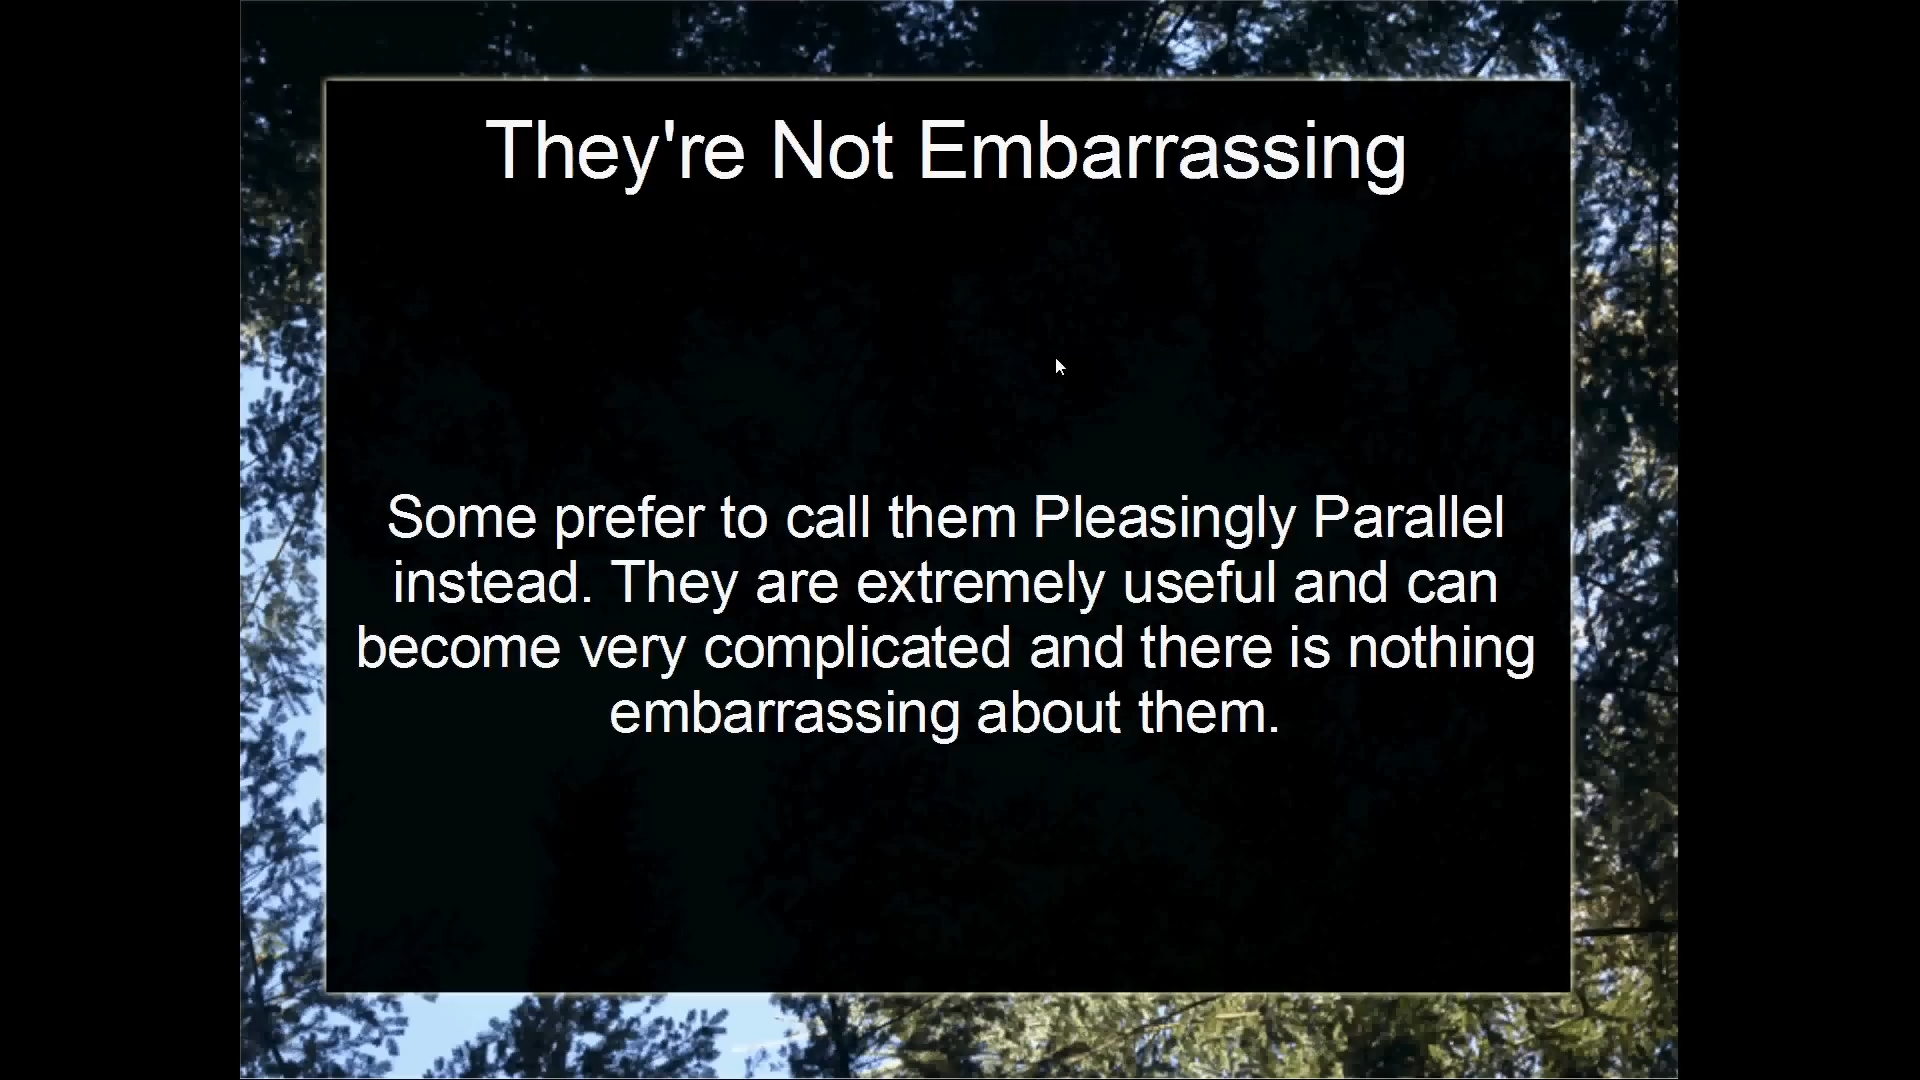 They're Not Embarrassing
Some prefer to call them Pleasingly Parallel
instead. They are extremely useful and can
become very complicated and there is nothing
embarrassing about them.